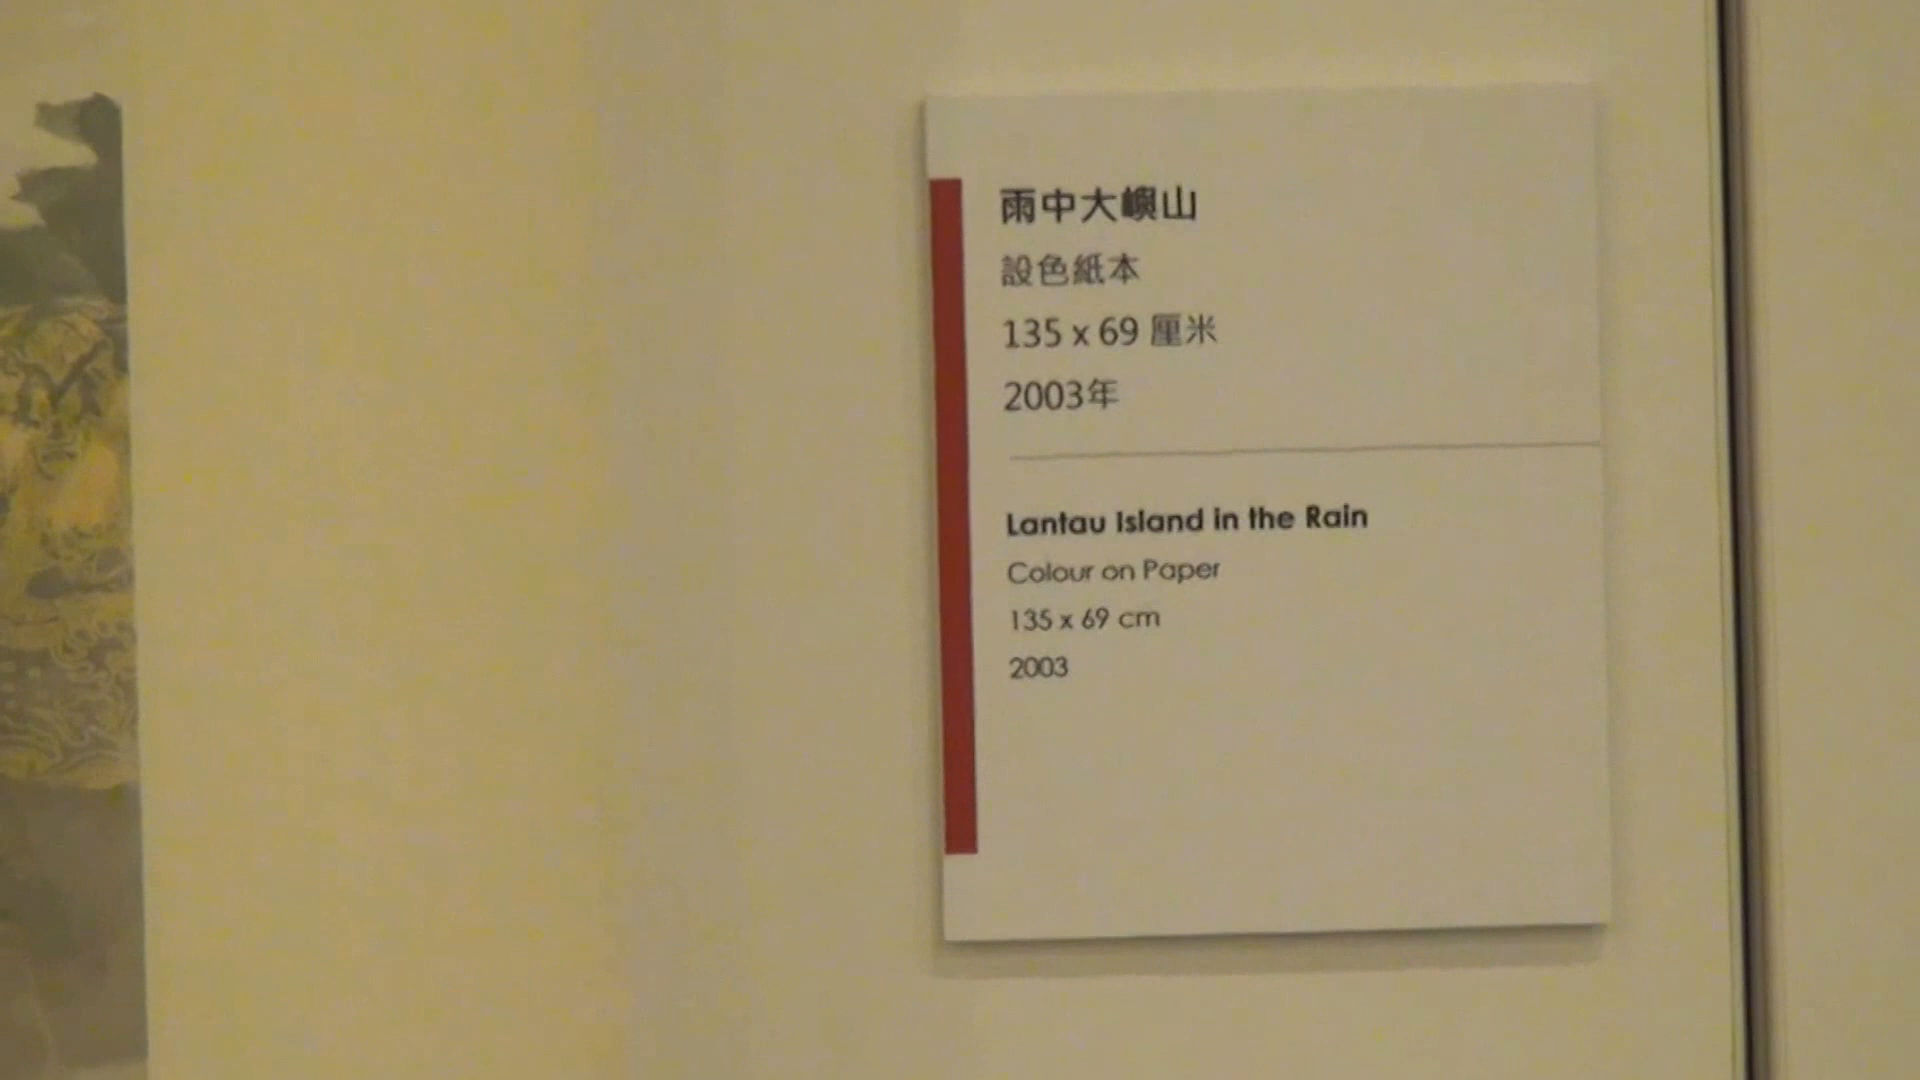 雨中大嶼山
設色紙本
135 x 69 厘米
2003年
Lantau Island in the Rain
Colour on Paper
135 x 69 cm
2003